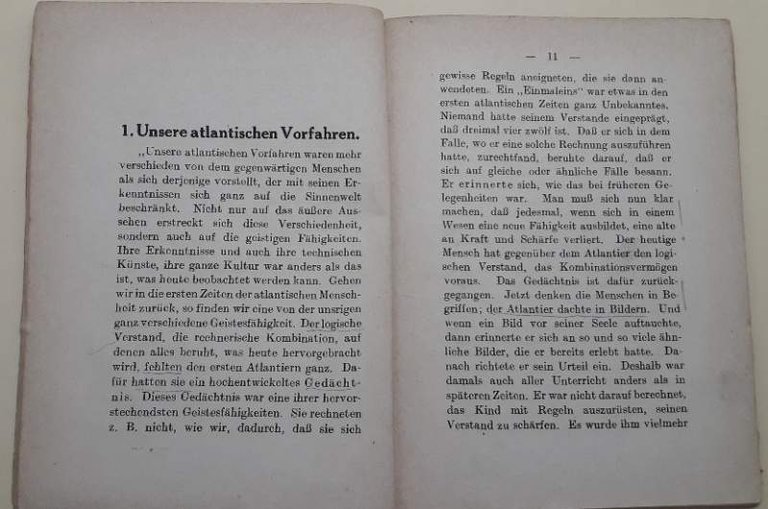 1. Unsere atlantischen Vorfahren.
„Unsere atlantischen Vorfahren waren mehr
verschieden von dem gegenwärtigen Menschen
als sich derjenige vorstellt, der mit seinen Er-
kenntnissen sich ganz auf die Sinnenwelt
beschränkt. Nicht nur auf das äußere Aus-
sehen erstreckt sich diese Verschiedenheit,
sondern auch auf die geistigen Fähigkeiten.
Ihre Erkenntnisse und auch ihre technischen
Künste, ihre ganze Kultur war anders als das
ist, was heute beobachtet werden kann. Gehen
wir in die ersten Zeiten der atlantischen Mensch-
heit zurück, so finden wir eine von der unsrigen
ganz verschiedene Geistesfähigkeit. Der logische
Verstand, die rechnerische Kombination, auf
denen alles beruht, was heute hervorgebracht
wird, fehlten den ersten Atlantiern ganz. Da-
für hatten sie ein hochentwickeltes Gedächt-
nis. Dieses Gedächtnis war eine ihrer hervor-
stechendsten Geistesfähigkeiten. Sie rechneten
z. B. nicht, wie wir, dadurch, daß sie sich
— 11 —
gewisse Regeln aneigneten, die sie dann an-
wendeten. Ein „Einmaleins" war etwas in den
ersten atlantischen Zeiten ganz Unbekanntes.
Niemand hatte seinem Verstande eingeprägt,
daß dreimal vier zwölf ist. Daß er sich in dem
Falle, wo er eine solche Rechnung auszuführen
hatte, zurechtfand, beruhte darauf, daß er
sich auf gleiche oder ähnliche Fälle besann.
Er erinnerte sich, wie das bei früheren Ge-
legenheiten war. Man muß sich nun klar
machen, daß jedesmal, wenn sich in einem
Wesen eine neue Fähigkeit ausbildet, eine alte
an Kraft und Schärfe verliert. Der heutige
Mensch hat gegenüber dem Atlantier den logi-
schen Verstand, das Kombinationsvermögen
voraus. Das Gedächtnis ist dafür zurück-
gegangen. Jetzt denken die Menschen in Be-
griffen; der Atlantier dachte in Bildern. Und
wenn ein Bild vor seiner Seele auftauchte,
dann erinnerte er sich an so und so viele ähn-
liche Bilder, die er bereits erlebt hatte. Da-
nach richtete er sein Urteil ein. Deshalb war
damals auch aller Unterricht anders als in
späteren Zeiten. Er war nicht darauf berechnet,
das Kind mit Regeln auszurüsten, seinen
Verstand zu schärfen. Es wurde ihm vielmehr